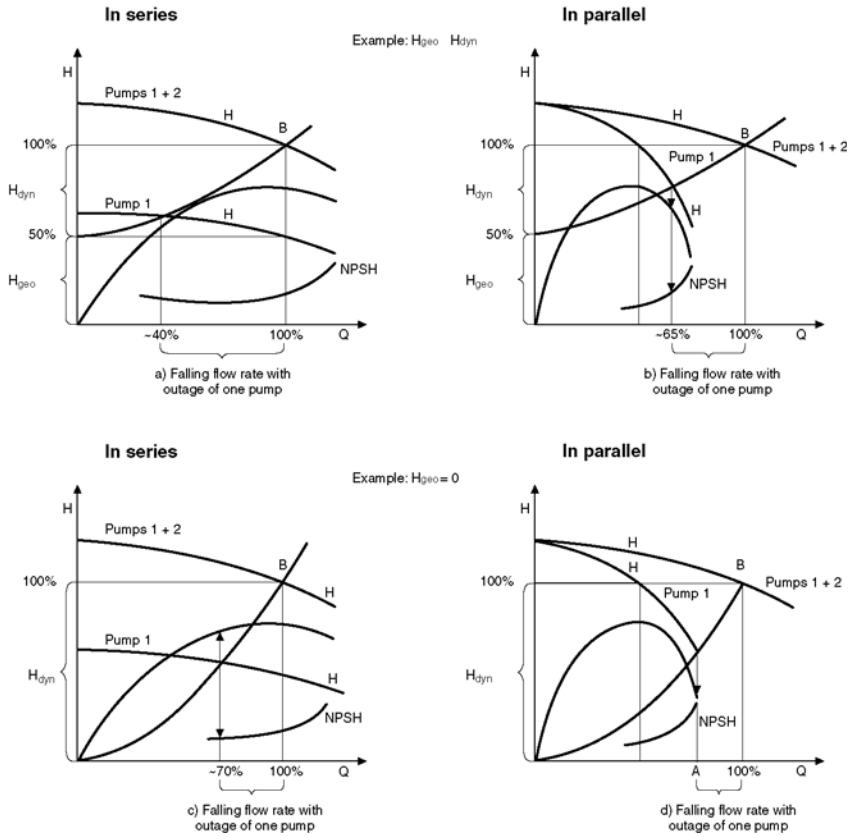 In series
In parallel
Example: Hgeo Hdyn
H
Pumps 1 + 2
H
B
100%
Hdyn
Pump 1
H
50%
Hgeo
NPSH
~40%
100%
Q
a) Falling flow rate with
outage of one pump
H
H
B
100%
Pump 1
Pumps 1 + 2
Hdyn
H
50%
Hgeo
NPSH
~65%
100%
Q
b) Falling flow rate with
outage of one pump
In series
In parallel
Example: Hgeo = 0
H
Pumps 1 + 2
B
100%
H
Pump 1
Hdyn
H
NPSH
~70%
100%
Q
c) Falling flow rate with
outage of one pump
H
H
H
B
100%
Pump 1
Pumps 1 + 2
Hdyn
NPSH
A
100%
Q
d) Falling flow rate with
outage of one pump